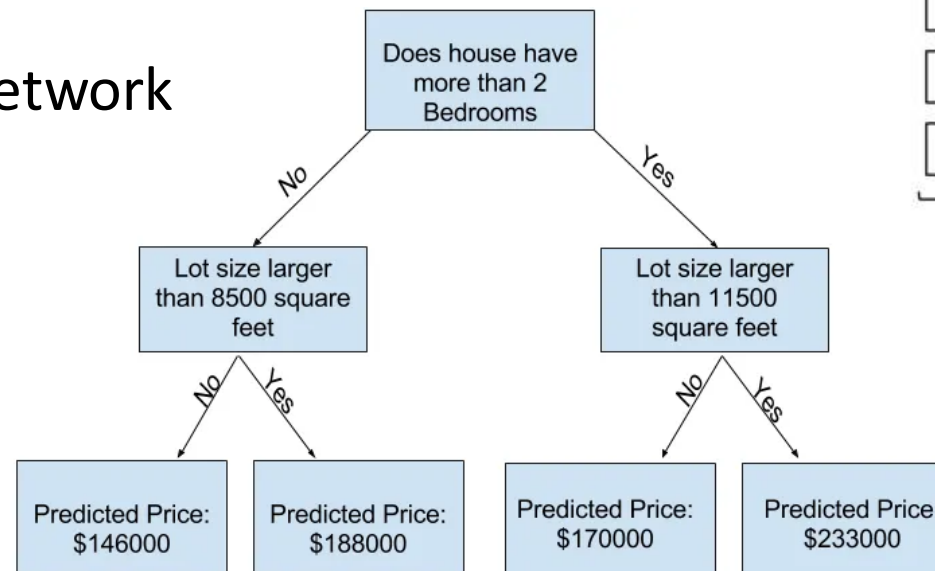 etwork
Does house have
more than 2
Bedrooms
No
Yes
Lot size larger
than 8500 square
feet
Lot size larger
than 11500
square feet
No
Yes
No
Yes
Predicted Price:
$146000
Predicted Price:
$188000
Predicted Price:
$170000
Predicted Price
$233000